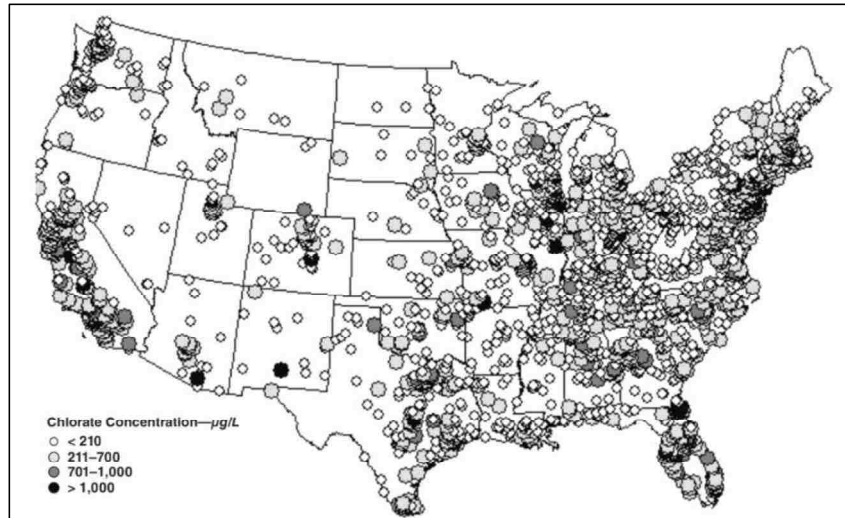 Chlorate Concentration—µg/L
< 210
211–700
701–1,000
> 1,000